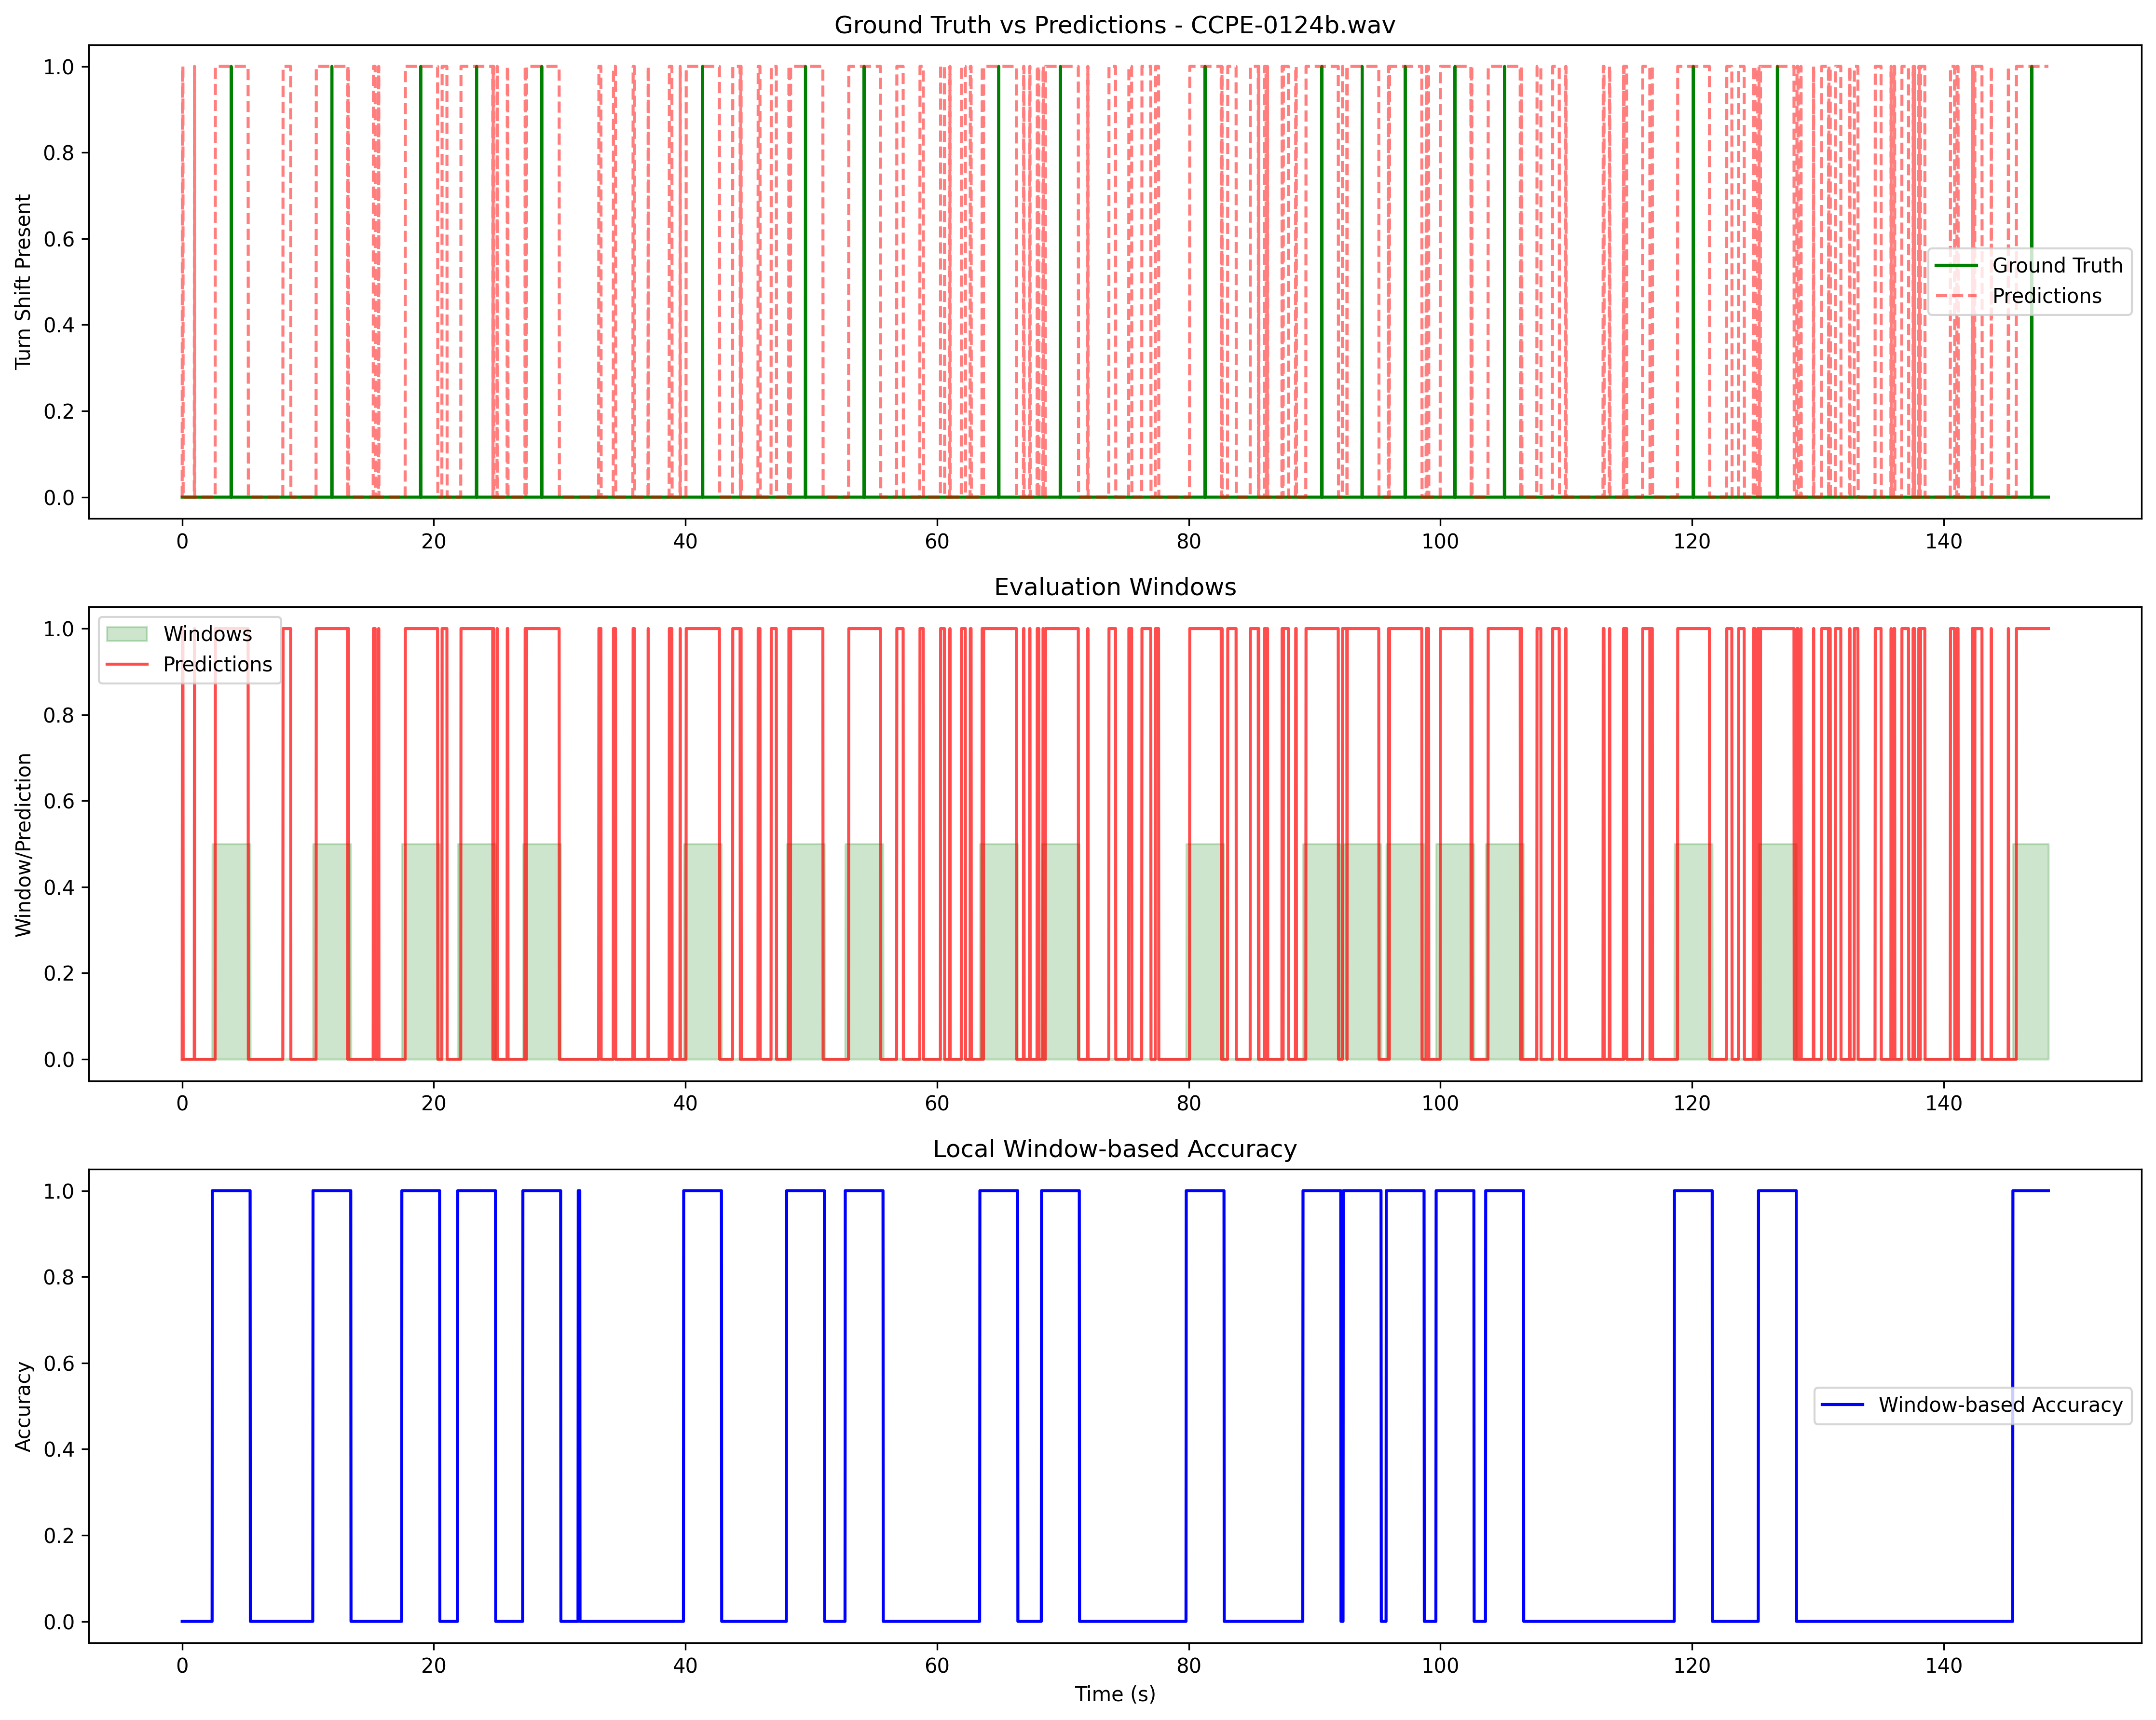 Ground Truth vs Predictions - CCPE-0124b.wav
1.0
0.8
0.6
0.4
0.2
0.0
Turn Shift Present
Ground Truth
Predictions
0 20 40 60 80 100 120 140
Evaluation Windows
1.0
0.8
0.6
0.4
0.2
0.0
Window/Prediction
Windows
Predictions
0 20 40 60 80 100 120 140
Local Window-based Accuracy
1.0
0.8
0.6
0.4
0.2
0.0
Accuracy
Window-based Accuracy
0 20 40 60 80 100 120 140
Time (s)